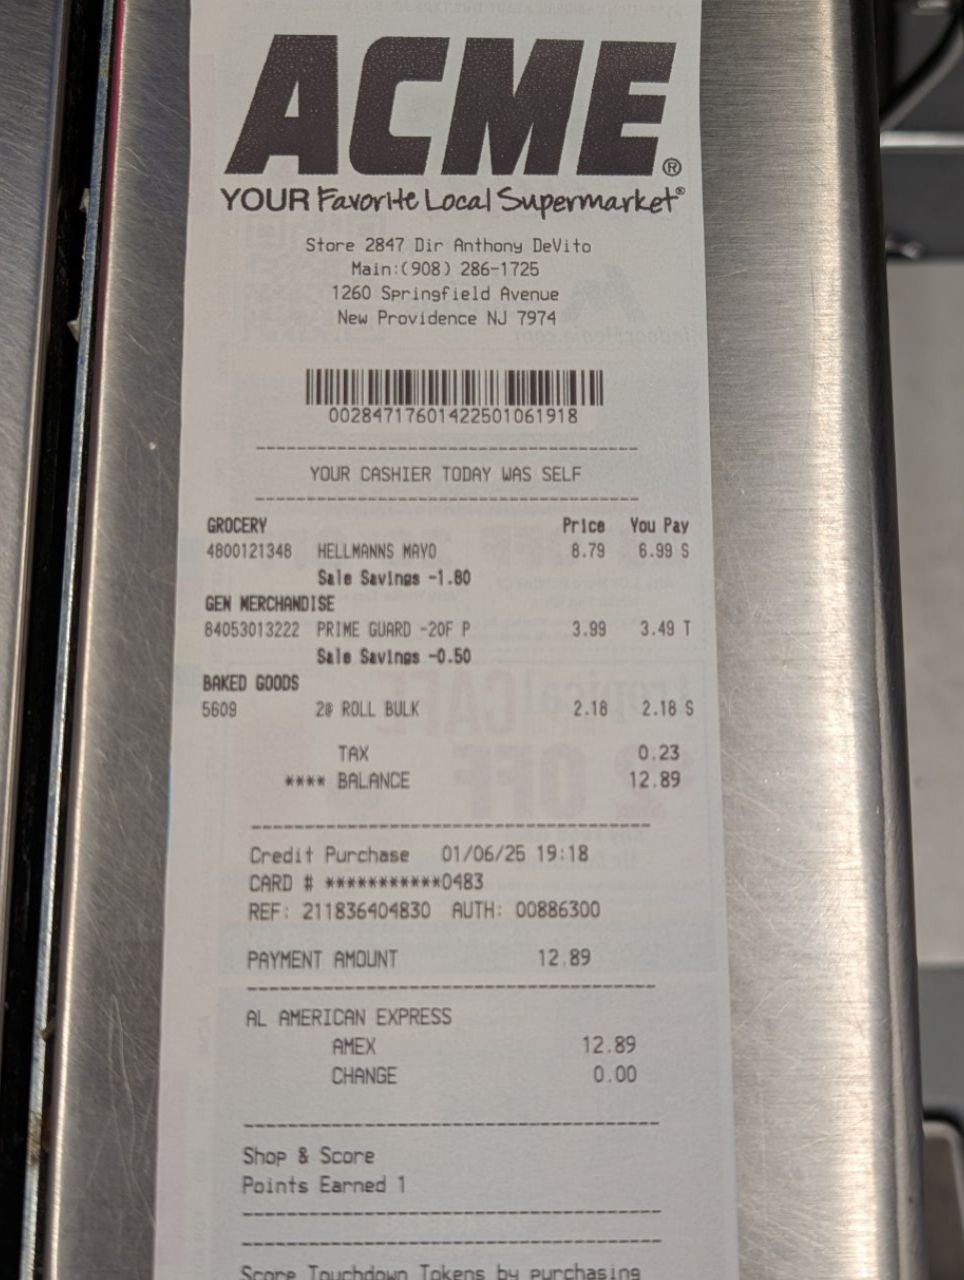 ACME®
YOUR Favorite Local Supermarket®
Store 2847 Dir Anthony DeVito
Main:(908) 286-1725
1260 Springfield Avenue
New Providence NJ 7974
00284717601422501061918
YOUR CASHIER TODAY WAS SELF
GROCERY Price You Pay
4800121348 HELLMANNS MAYO 8.79 6.99 S
Sale Savings -1.80
GEN MERCHANDISE
84053013222 PRIME GUARD -20F P 3.99 3.49 T
Sale Savings -0.50
BAKED GOODS
5609 2@ ROLL BULK 2.18 2.18 S
TAX 0.23
**** BALANCE 12.89
Credit Purchase 01/06/25 19:18
CARD # ***********0483
REF: 211836404830 AUTH: 00886300
PAYMENT AMOUNT 12.89
AL AMERICAN EXPRESS
AMEX 12.89
CHANGE 0.00
Shop & Score
Points Earned 1
Score Touchdown Tokens by purchasing